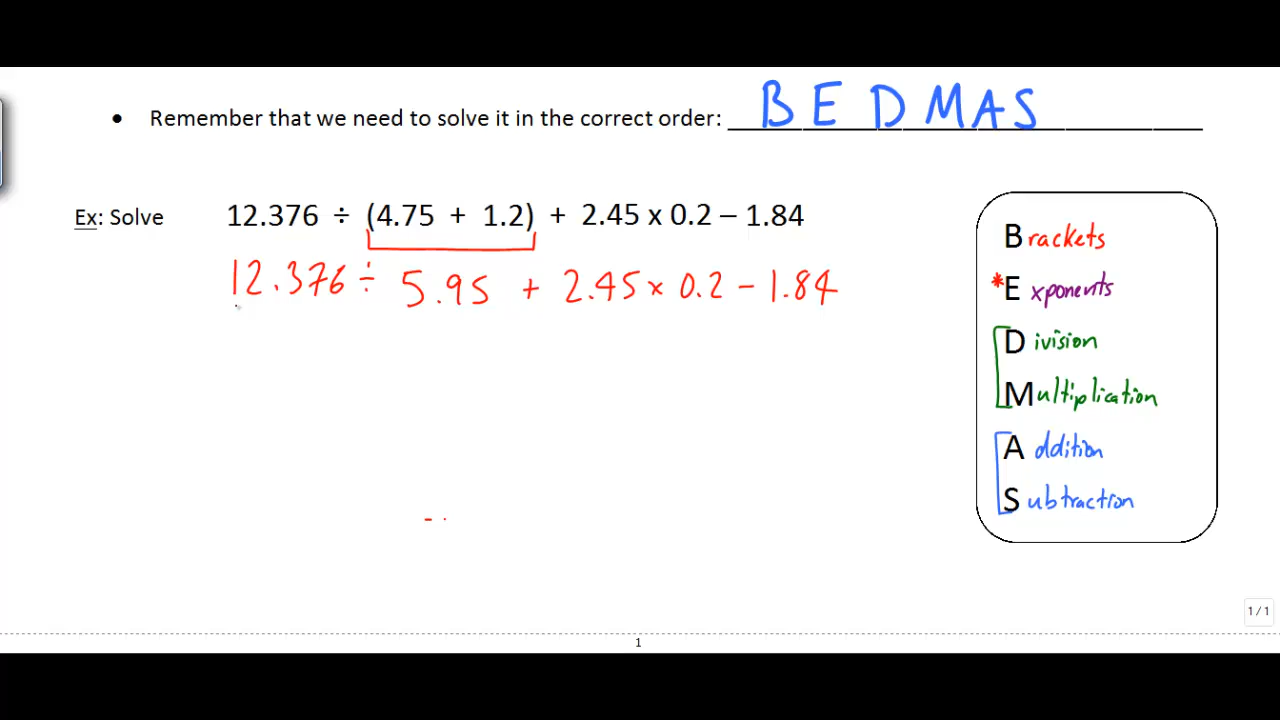 • Remember that we need to solve it in the correct order: BEDMAS
Ex: Solve 12.376 ÷ (4.75 + 1.2) + 2.45 x 0.2 – 1.84
12.376 ÷ 5.95 + 2.45 x 0.2 – 1.84
Brackets
*Exponents
Division
Multiplication
Addition
Subtraction
1/1
1